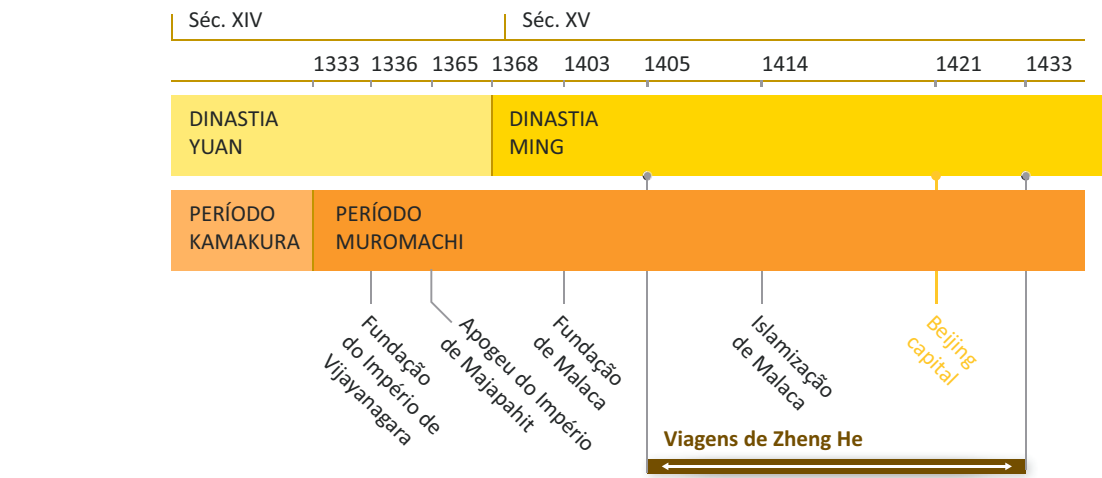 Séc. XIV
Séc. XV
1333
1336
1365
1368
1403
1405
1414
1421
1433
DINASTIA
YUAN
DINASTIA
MING
PERÍODO
KAMAKURA
PERÍODO
MUROMACHI
Fundação
do Império de
Vijayanagara
Apogeu do Império
de Majapahit
Fundação
de Malaca
Islamização
de Malaca
Beijing
capital
Viagens de Zheng He